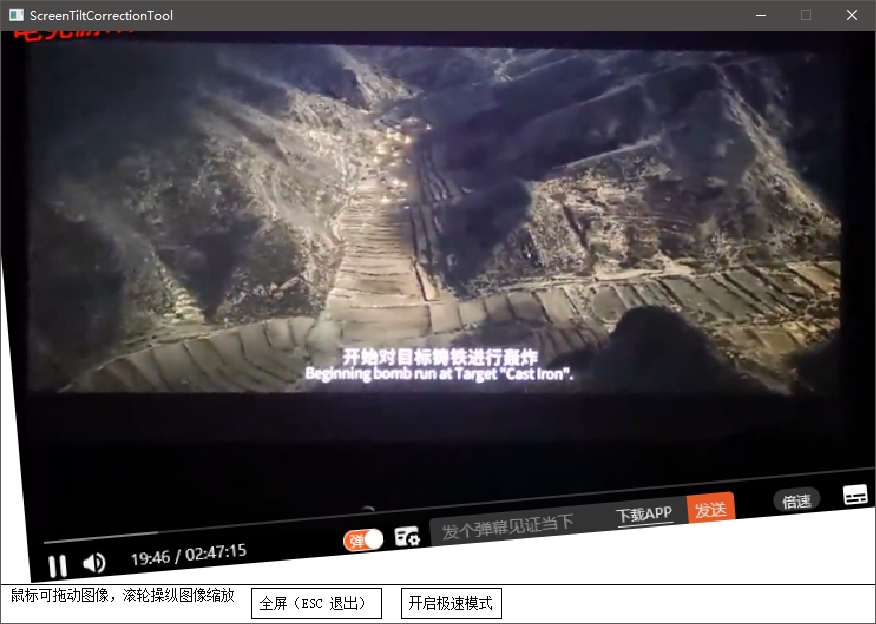 ScreenTiltCorrectionTool
开始对目标铸铁进行轰炸
Beginning bomb run at Target "Cast Iron".
19:46 / 02:47:15
弹
发个弹幕见证当下
下载APP
发送
倍速
鼠标可拖动图像，滚轮操纵图像缩放
全屏（ESC 退出）
开启极速模式